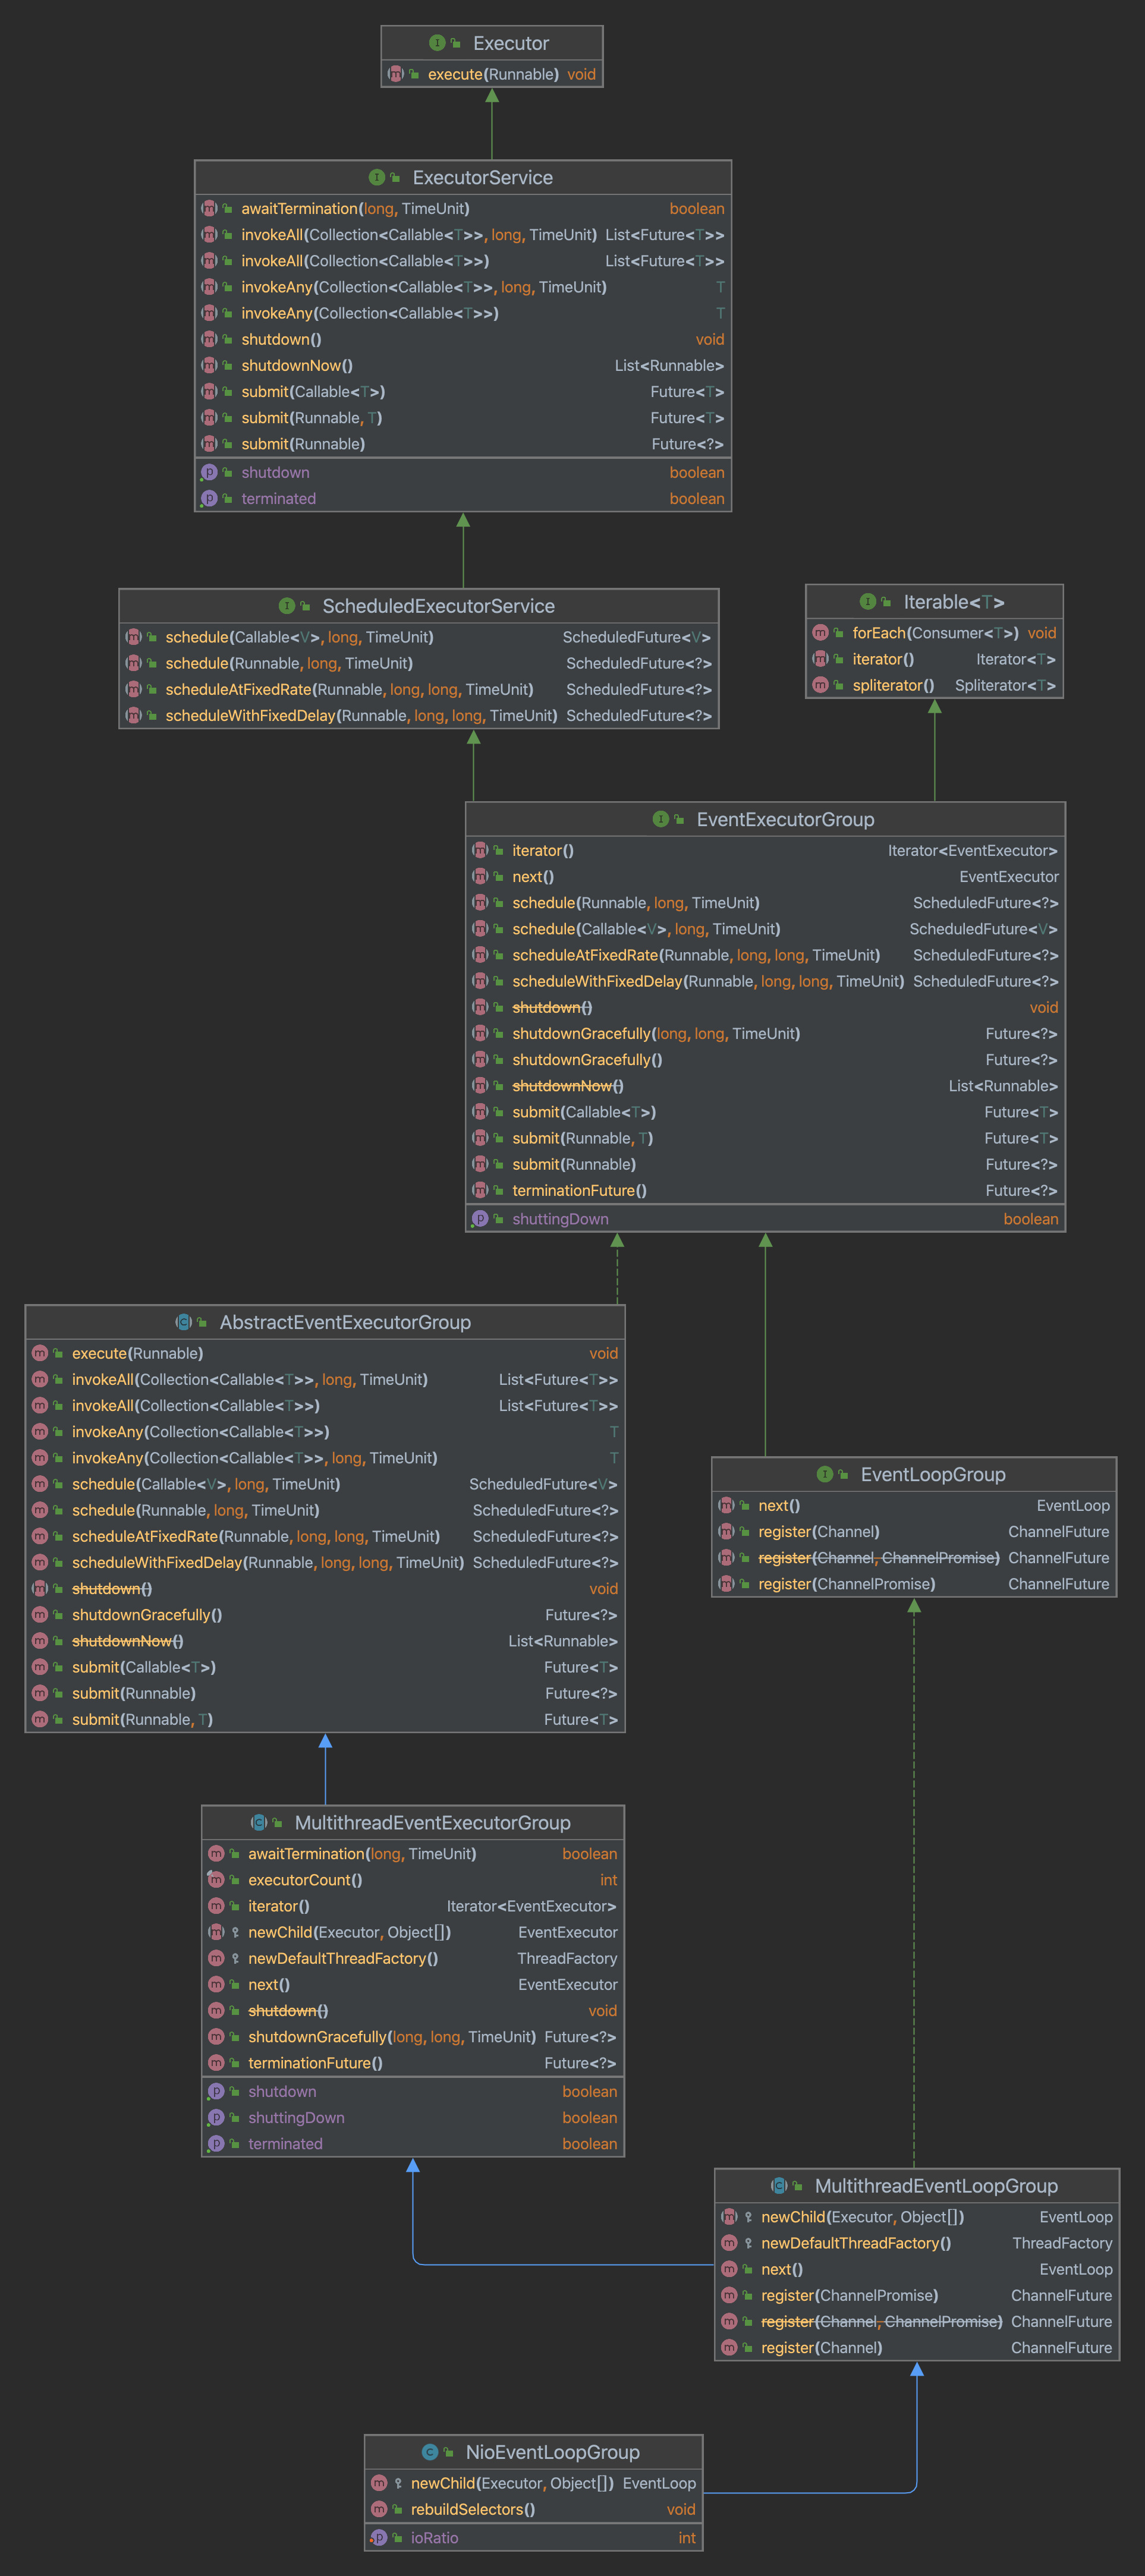 Executor
execute(Runnable) void
ExecutorService
awaitTermination(long, TimeUnit) boolean
invokeAll(Collection<Callable<T>>, long, TimeUnit) List<Future<T>>
invokeAll(Collection<Callable<T>>) List<Future<T>>
invokeAny(Collection<Callable<T>>, long, TimeUnit) T
invokeAny(Collection<Callable<T>>) T
shutdown() void
shutdownNow() List<Runnable>
submit(Callable<T>) Future<T>
submit(Runnable, T) Future<T>
submit(Runnable) Future<?>
shutdown boolean
terminated boolean
ScheduledExecutorService
schedule(Callable<V>, long, TimeUnit) ScheduledFuture<V>
schedule(Runnable, long, TimeUnit) ScheduledFuture<?>
scheduleAtFixedRate(Runnable, long, long, TimeUnit) ScheduledFuture<?>
scheduleWithFixedDelay(Runnable, long, long, TimeUnit) ScheduledFuture<?>
Iterable<T>
forEach(Consumer<T>) void
iterator() Iterator<T>
spliterator() Spliterator<T>
EventExecutorGroup
iterator() Iterator<EventExecutor>
next() EventExecutor
schedule(Runnable, long, TimeUnit) ScheduledFuture<?>
schedule(Callable<V>, long, TimeUnit) ScheduledFuture<V>
scheduleAtFixedRate(Runnable, long, long, TimeUnit) ScheduledFuture<?>
scheduleWithFixedDelay(Runnable, long, long, TimeUnit) ScheduledFuture<?>
shutdown() void
shutdownGracefully(long, long, TimeUnit) Future<?>
shutdownGracefully() Future<?>
shutdownNow() List<Runnable>
submit(Callable<T>) Future<T>
submit(Runnable, T) Future<T>
submit(Runnable) Future<?>
terminationFuture() Future<?>
shuttingDown boolean
AbstractEventExecutorGroup
execute(Runnable) void
invokeAll(Collection<Callable<T>>, long, TimeUnit) List<Future<T>>
invokeAll(Collection<Callable<T>>) List<Future<T>>
invokeAny(Collection<Callable<T>>) T
invokeAny(Collection<Callable<T>>, long, TimeUnit) T
schedule(Callable<V>, long, TimeUnit) ScheduledFuture<V>
schedule(Runnable, long, TimeUnit) ScheduledFuture<?>
scheduleAtFixedRate(Runnable, long, long, TimeUnit) ScheduledFuture<?>
scheduleWithFixedDelay(Runnable, long, long, TimeUnit) ScheduledFuture<?>
shutdown() void
shutdownGracefully() Future<?>
shutdownNow() List<Runnable>
submit(Callable<T>) Future<T>
submit(Runnable) Future<?>
submit(Runnable, T) Future<T>
EventLoopGroup
next() EventLoop
register(Channel) ChannelFuture
register(Channel, ChannelPromise) ChannelFuture
register(ChannelPromise) ChannelFuture
MultithreadEventExecutorGroup
awaitTermination(long, TimeUnit) boolean
executorCount() int
iterator() Iterator<EventExecutor>
newChild(Executor, Object[]) EventExecutor
newDefaultThreadFactory() ThreadFactory
next() EventExecutor
shutdown() void
shutdownGracefully(long, long, TimeUnit) Future<?>
terminationFuture() Future<?>
shutdown boolean
shuttingDown boolean
terminated boolean
MultithreadEventLoopGroup
newChild(Executor, Object[]) EventLoop
newDefaultThreadFactory() ThreadFactory
next() EventLoop
register(ChannelPromise) ChannelFuture
register(Channel, ChannelPromise) ChannelFuture
register(Channel) ChannelFuture
NioEventLoopGroup
newChild(Executor, Object[]) EventLoop
rebuildSelectors() void
ioRatio int